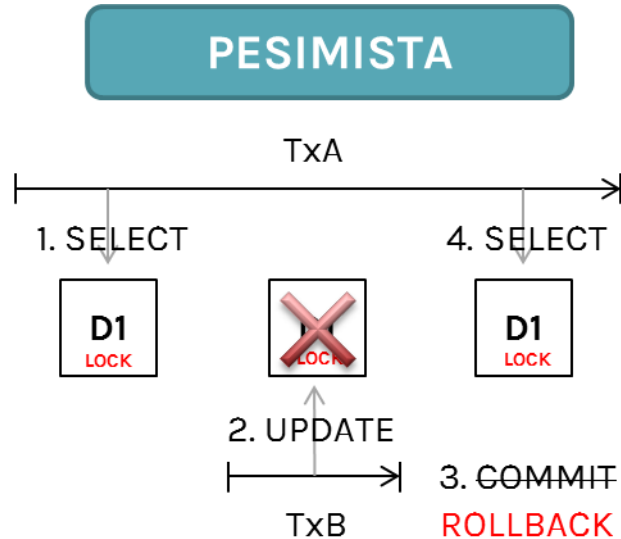 PESIMISTA
TxA
1. SELECT
4. SELECT
D1
LOCK
LOCK
D1
LOCK
2. UPDATE
3. COMMIT
ROLLBACK
TxB